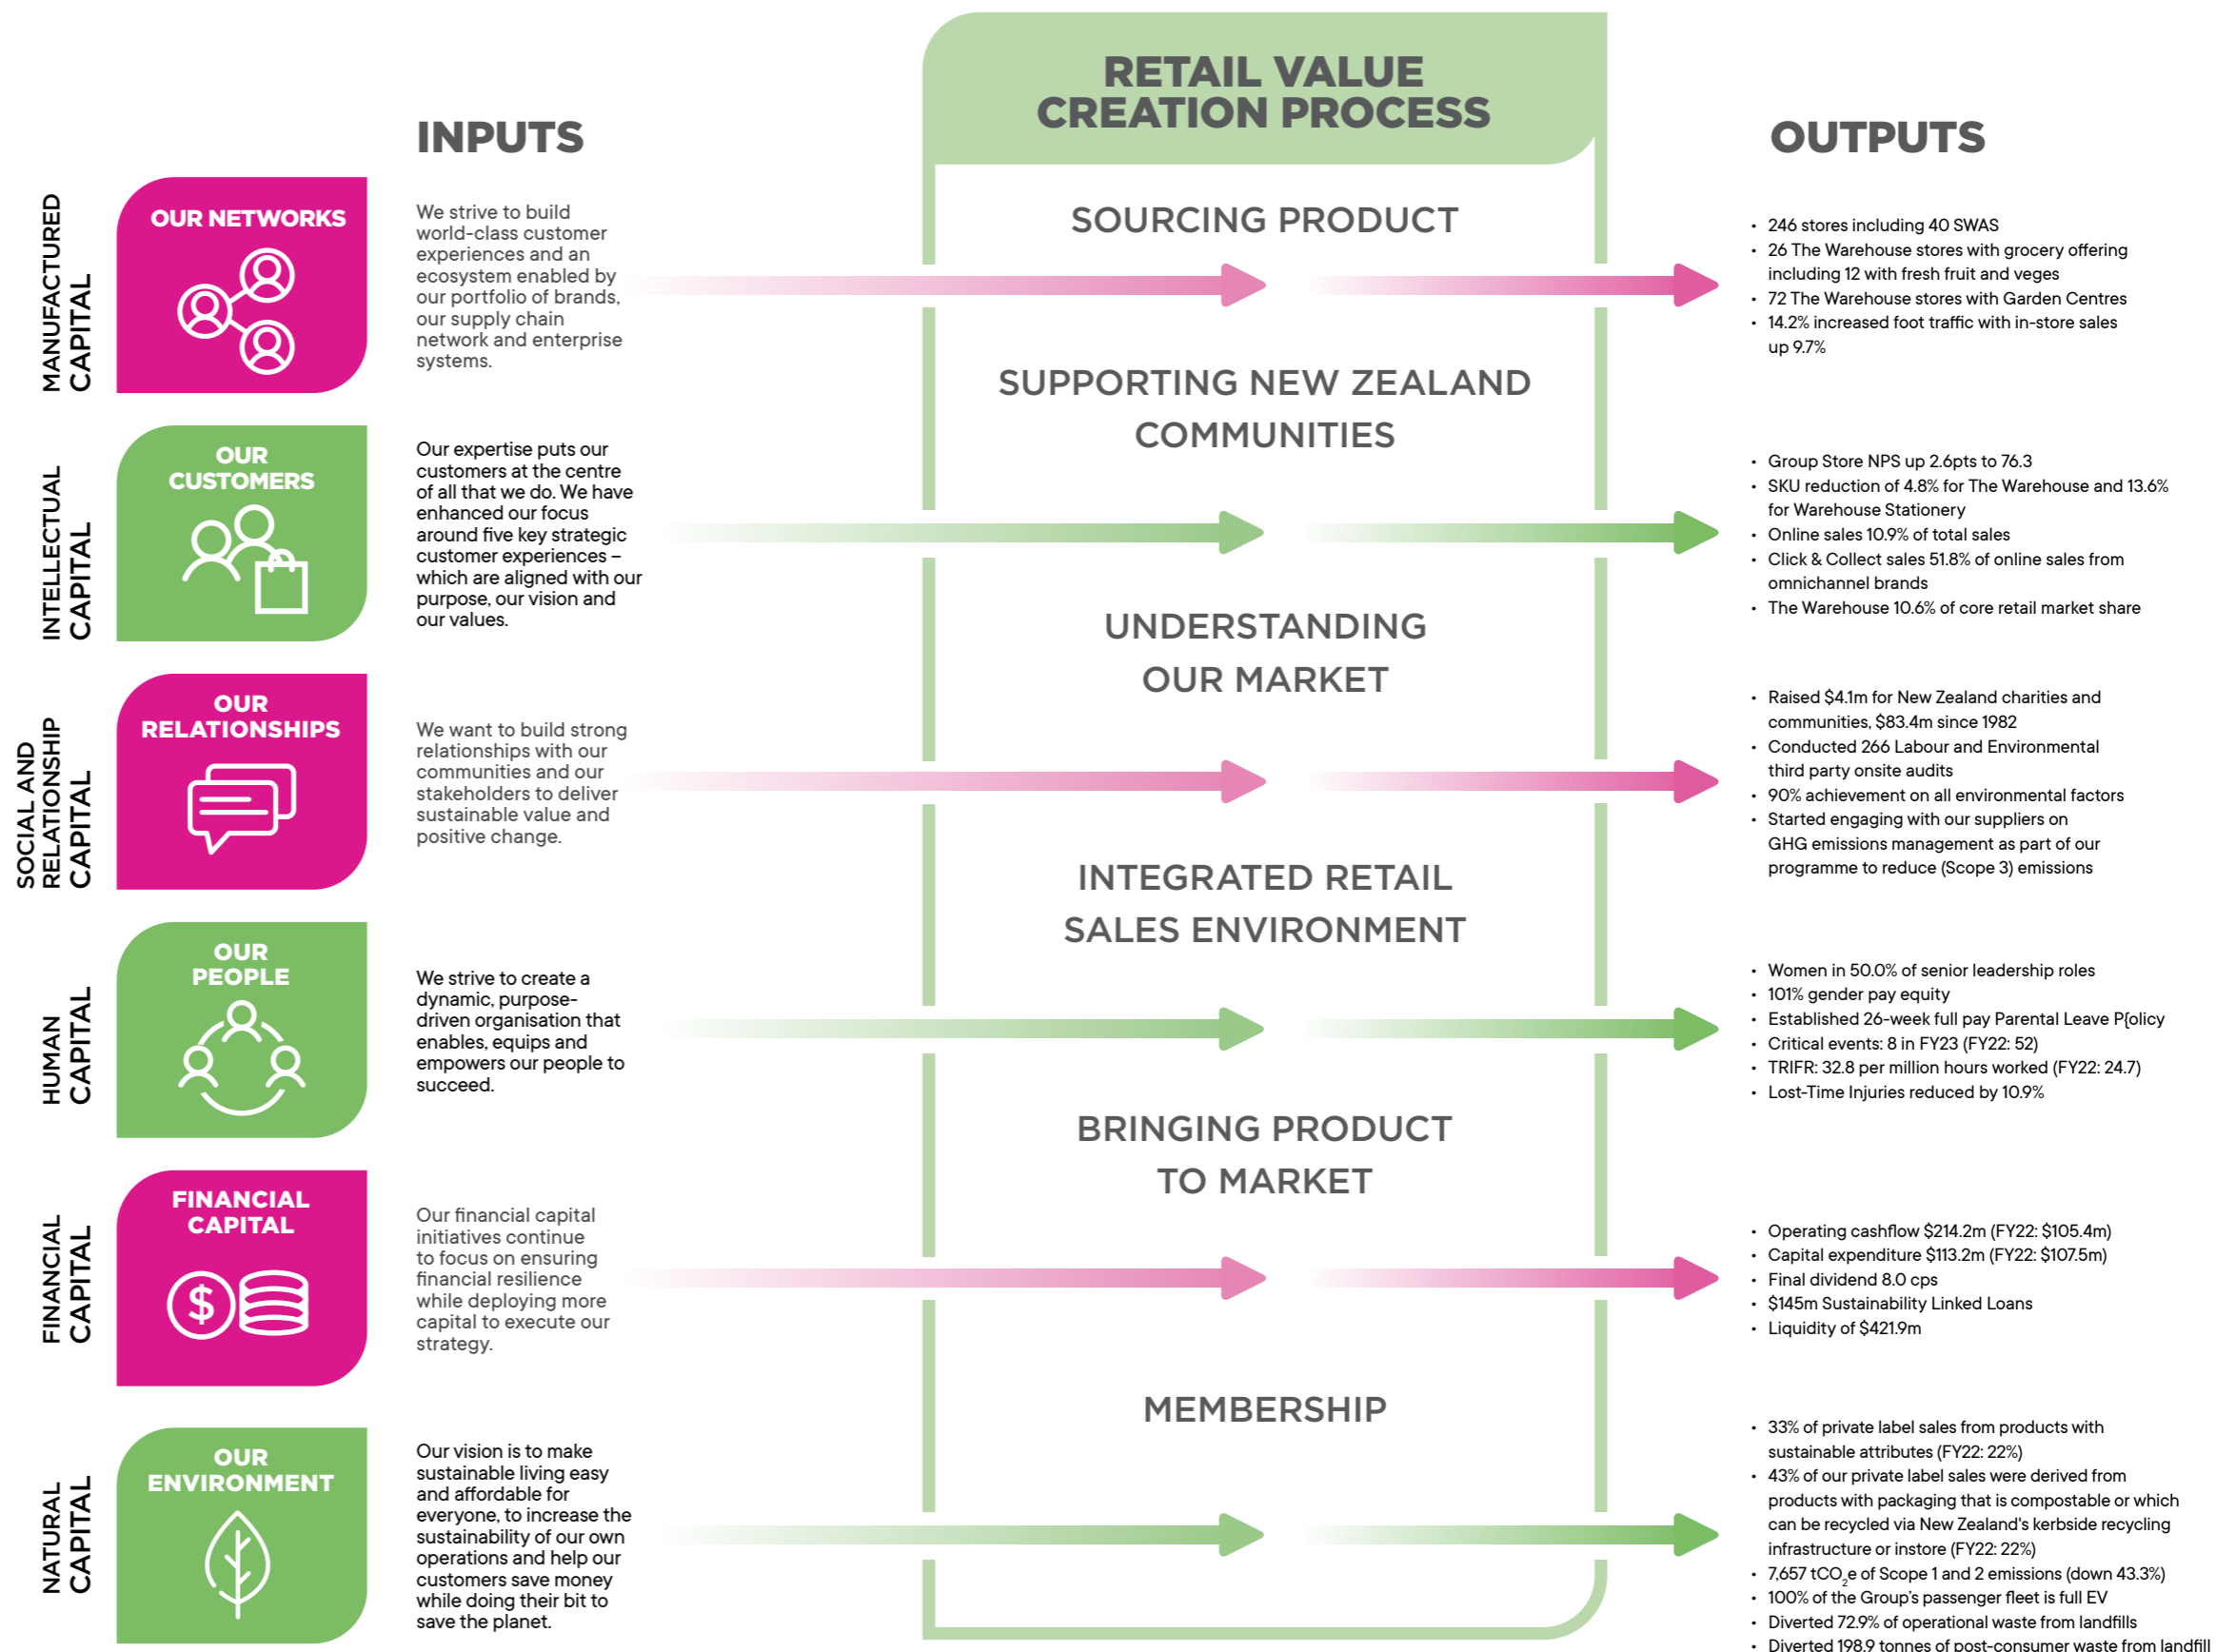 RETAIL VALUE
CREATION PROCESS
INPUTS
OUTPUTS
MANUFACTURED
CAPITAL
OUR NETWORKS
We strive to build
world-class customer
experiences and an
ecosystem enabled by
our portfolio of brands,
our supply chain
network and enterprise
systems.
SOURCING PRODUCT
• 246 stores including 40 SWAS
• 26 The Warehouse stores with grocery offering
including 12 with fresh fruit and veges
• 72 The Warehouse stores with Garden Centres
• 14.2% increased foot traffic with in-store sales
up 9.7%
SUPPORTING NEW ZEALAND
COMMUNITIES
INTELLECTUAL
CAPITAL
OUR
CUSTOMERS
Our expertise puts our
customers at the centre
of all that we do. We have
enhanced our focus
around five key strategic
customer experiences –
which are aligned with our
purpose, our vision and
our values.
• Group Store NPS up 2.6pts to 76.3
• SKU reduction of 4.8% for The Warehouse and 13.6%
for Warehouse Stationery
• Online sales 10.9% of total sales
• Click & Collect sales 51.8% of online sales from
omnichannel brands
• The Warehouse 10.6% of core retail market share
UNDERSTANDING
OUR MARKET
SOCIAL AND
RELATIONSHIP
CAPITAL
OUR
RELATIONSHIPS
We want to build strong
relationships with our
communities and our
stakeholders to deliver
sustainable value and
positive change.
• Raised $4.1m for New Zealand charities and
communities, $83.4m since 1982
• Conducted 266 Labour and Environmental
third party onsite audits
• 90% achievement on all environmental factors
• Started engaging with our suppliers on
GHG emissions management as part of our
programme to reduce (Scope 3) emissions
INTEGRATED RETAIL
SALES ENVIRONMENT
HUMAN
CAPITAL
OUR
PEOPLE
We strive to create a
dynamic, purpose-
driven organisation that
enables, equips and
empowers our people to
succeed.
• Women in 50.0% of senior leadership roles
• 101% gender pay equity
• Established 26-week full pay Parental Leave P{olicy
• Critical events: 8 in FY23 (FY22: 52)
• TRIFR: 32.8 per million hours worked (FY22: 24.7)
• Lost-Time Injuries reduced by 10.9%
BRINGING PRODUCT
TO MARKET
FINANCIAL
CAPITAL
FINANCIAL
CAPITAL
$
Our financial capital
initiatives continue
to focus on ensuring
financial resilience
while deploying more
capital to execute our
strategy.
• Operating cashflow $214.2m (FY22: $105.4m)
• Capital expenditure $113.2m (FY22: $107.5m)
• Final dividend 8.0 cps
• $145m Sustainability Linked Loans
• Liquidity of $421.9m
MEMBERSHIP
NATURAL
CAPITAL
OUR
ENVIRONMENT
Our vision is to make
sustainable living easy
and affordable for
everyone, to increase the
sustainability of our own
operations and help our
customers save money
while doing their bit to
save the planet.
• 33% of private label sales from products with
sustainable attributes (FY22: 22%)
• 43% of our private label sales were derived from
products with packaging that is compostable or which
can be recycled via New Zealand's kerbside recycling
infrastructure or instore (FY22: 22%)
• 7,657 tCO₂e of Scope 1 and 2 emissions (down 43.3%)
• 100% of the Group's passenger fleet is full EV
• Diverted 72.9% of operational waste from landfills
• Diverted 198.9 tonnes of post-consumer waste from landfill